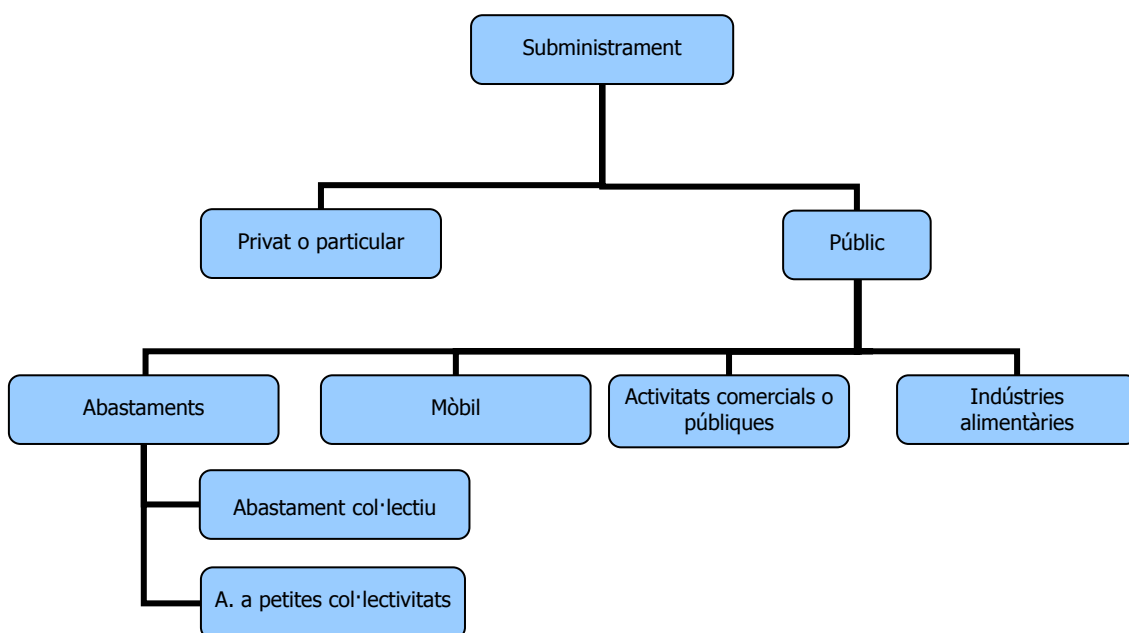 Subministrament
Privat o particular
Públic
Abastaments
Mòbil
Activitats comercials o
públiques
Indústries
alimentàries
Abastament col·lectiu
A. a petites col·lectivitats